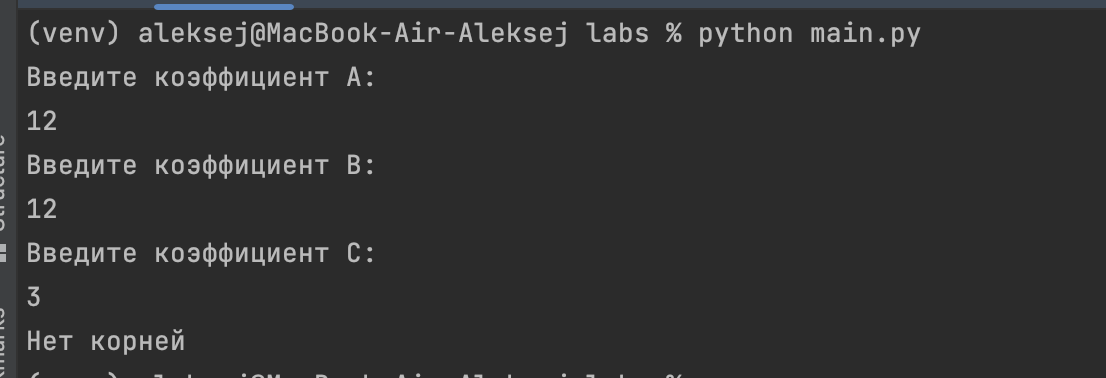 (venv) aleksej@MacBook-Air-Aleksej labs % python main.py
Введите коэффициент A:
12
Введите коэффициент B:
12
Введите коэффициент C:
3
Нет корней